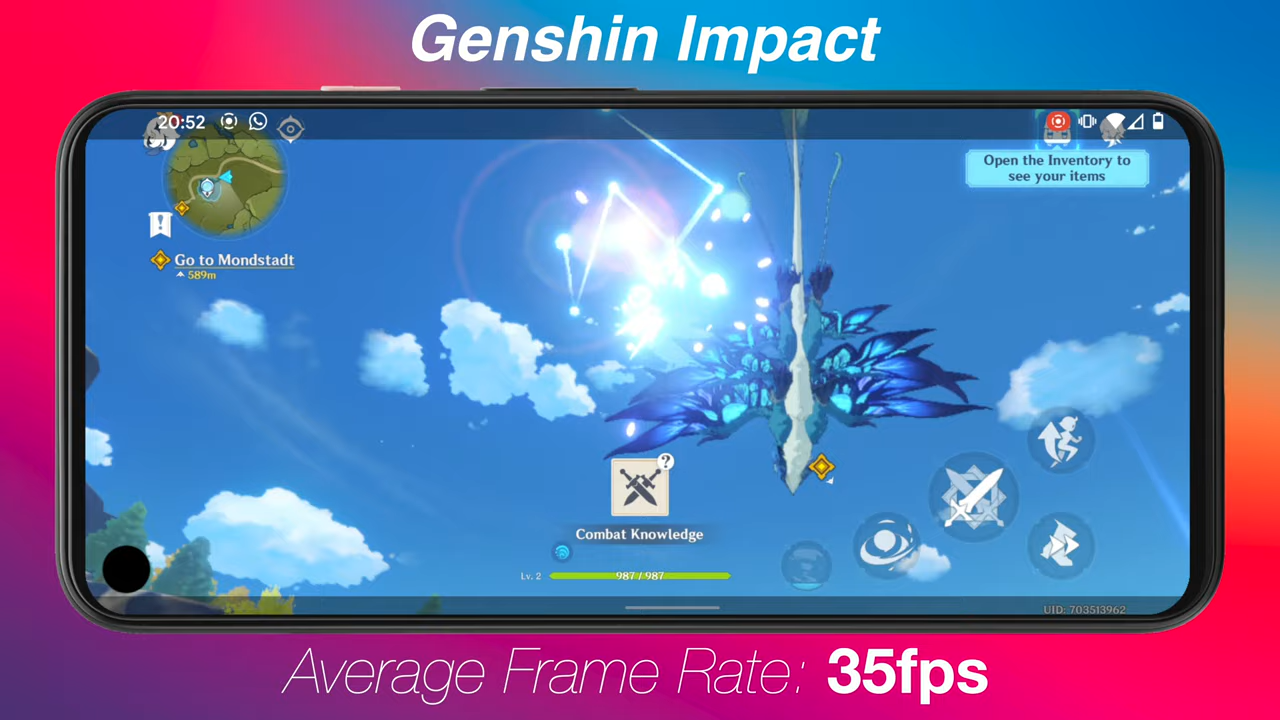 Genshin Impact
20:52
Open the Inventory to
see your items
Go to Mondstadt
589m
?
Combat Knowledge
Lv. 2
987 / 987
UID: 703513962
Average Frame Rate: 35fps